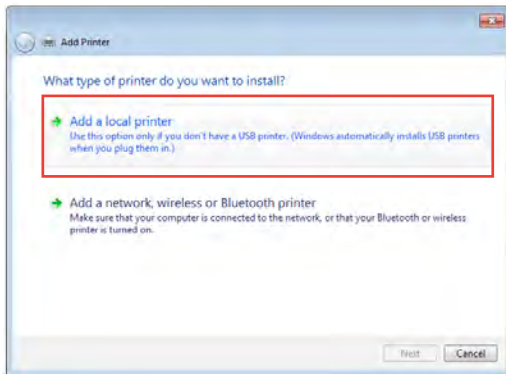 Add Printer
What type of printer do you want to install?
Add a local printer
Use this option only if you don't have a USB printer. (Windows automatically installs USB printers
when you plug them in.)
Add a network, wireless or Bluetooth printer
Make sure that your computer is connected to the network, or that your Bluetooth or wireless
printer is turned on.
Next Cancel